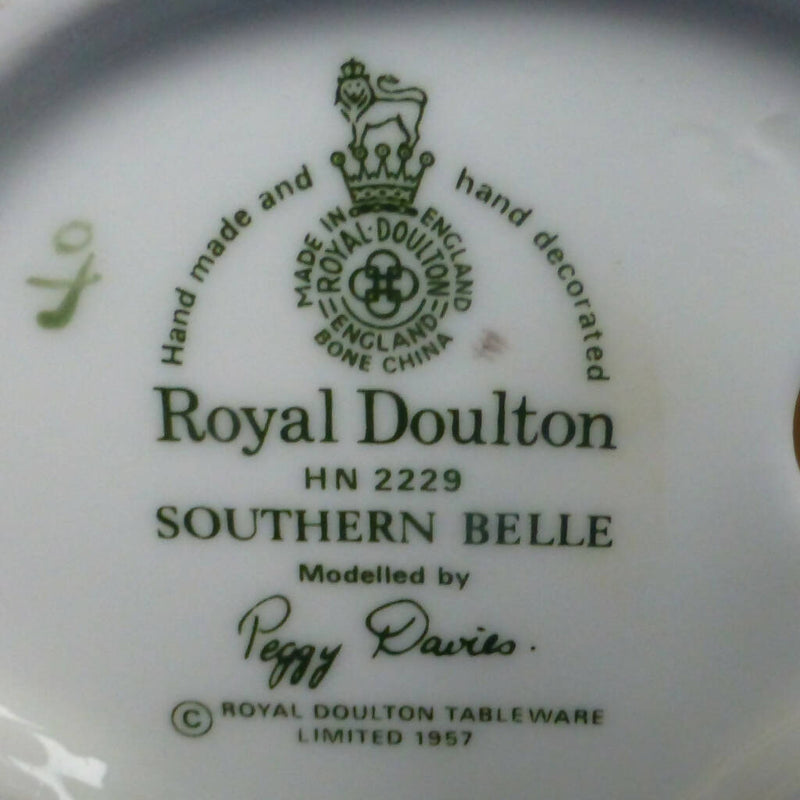 Hand made and hand decorated
MADE IN ENGLAND
ROYAL·DOULTON
ENGLAND
BONE CHINA
Royal Doulton
HN 2229
SOUTHERN BELLE
Modelled by
Peggy Davies.
© ROYAL DOULTON TABLEWARE
LIMITED 1957